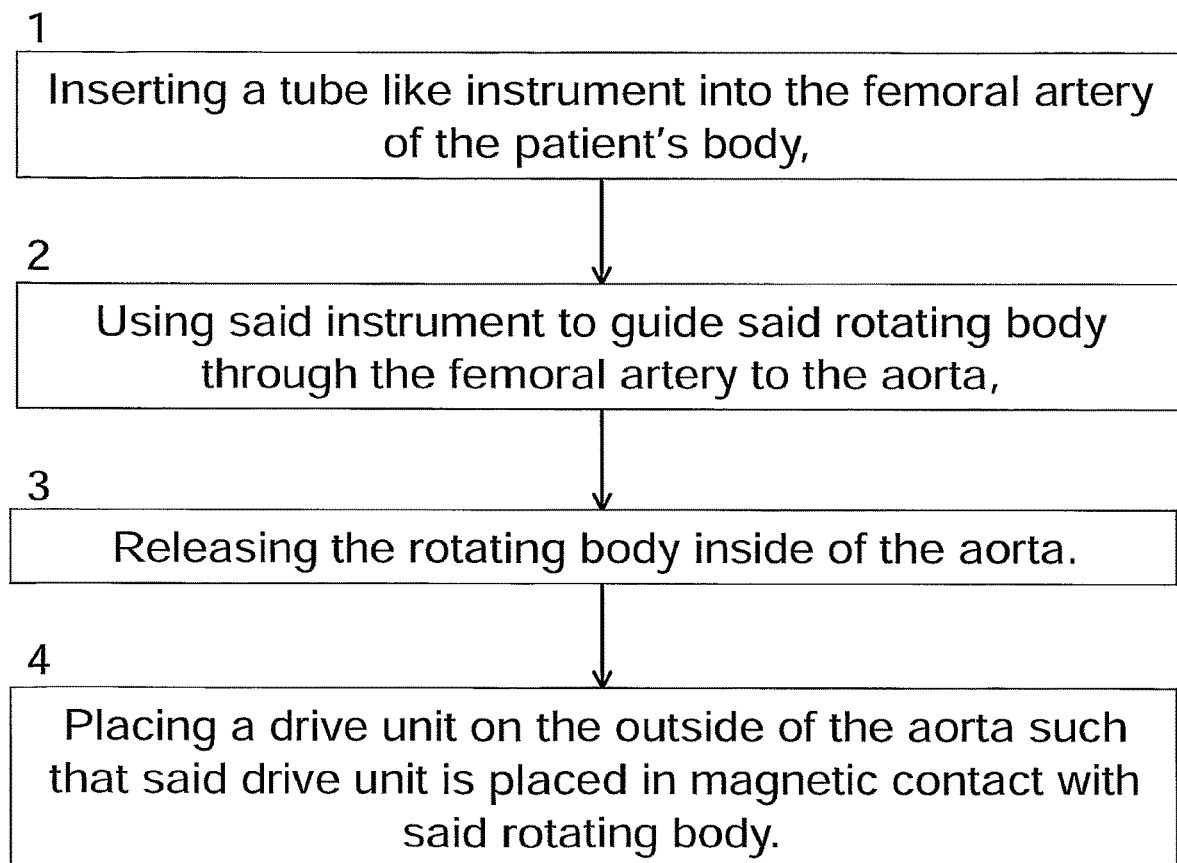 1
Inserting a tube like instrument into the femoral artery
of the patient's body,
2
Using said instrument to guide said rotating body
through the femoral artery to the aorta,
3
Releasing the rotating body inside of the aorta.
4
Placing a drive unit on the outside of the aorta such
that said drive unit is placed in magnetic contact with
said rotating body.